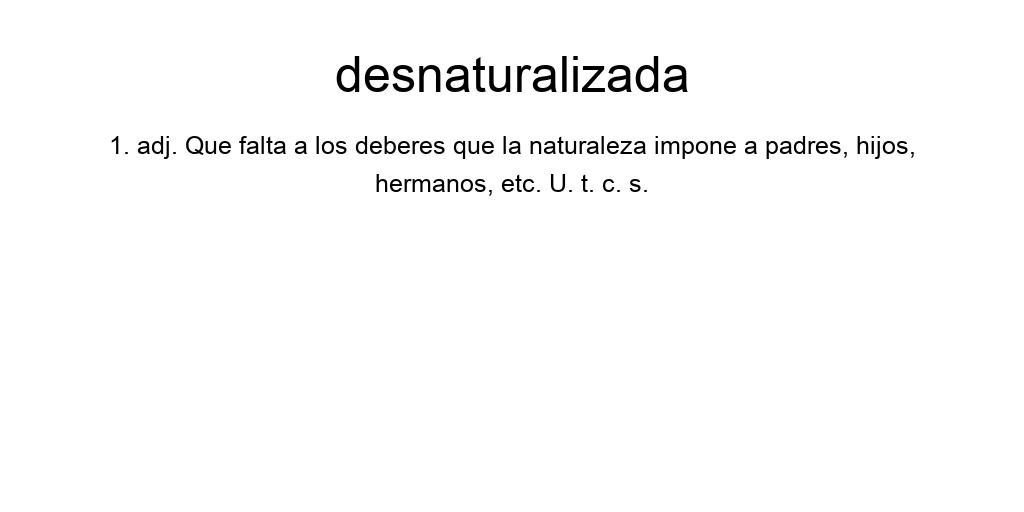 desnaturalizada
1. adj. Que falta a los deberes que la naturaleza impone a padres, hijos,
hermanos, etc. U. t. c. s.